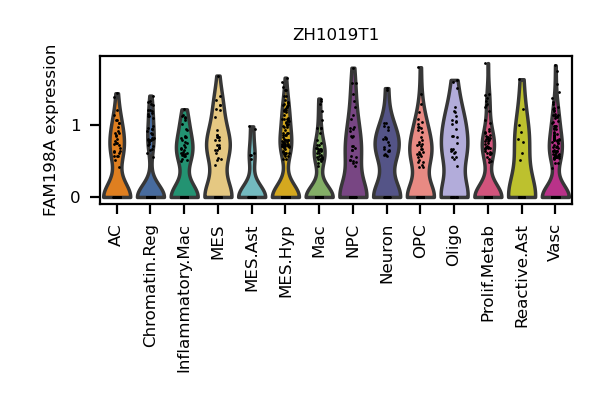 ZH1019T1
FAM198A expression
1
0
AC
Chromatin.Reg
Inflammatory.Mac
MES
MES.Ast
MES.Hyp
Mac
NPC
Neuron
OPC
Oligo
Prolif.Metab
Reactive.Ast
Vasc